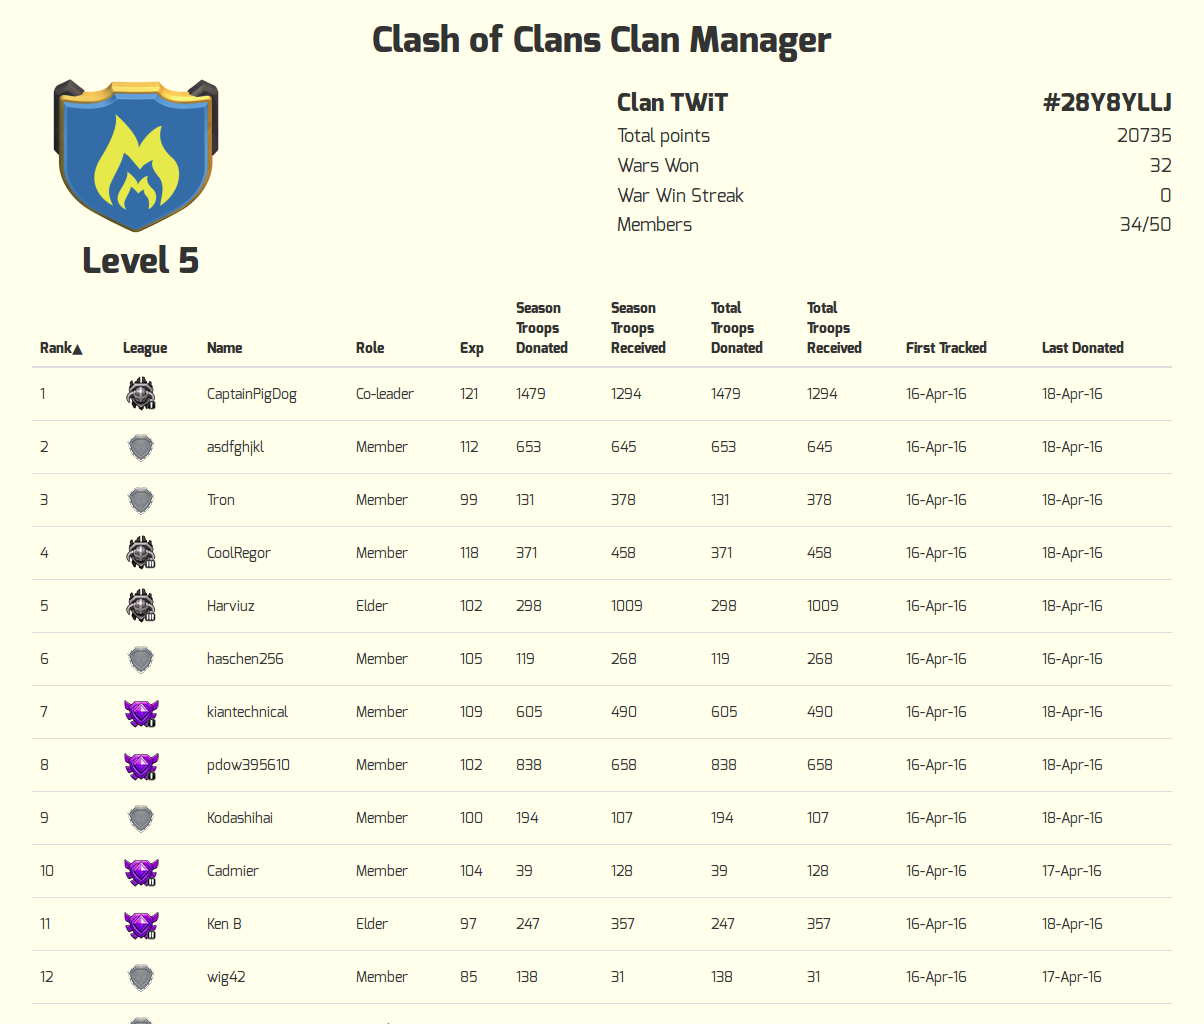 Clash of Clans Clan Manager
Clan TWiT #28Y8YLLJ
Total points 20735
Wars Won 32
War Win Streak 0
Members 34/50
Level 5
Rank▲ League Name Role Exp Season Troops Donated Season Troops Received Total Troops Donated Total Troops Received First Tracked Last Donated
1 CaptainPigDog Co-leader 121 1479 1294 1479 1294 16-Apr-16 18-Apr-16
2 asdfghjkl Member 112 653 645 653 645 16-Apr-16 18-Apr-16
3 Tron Member 99 131 378 131 378 16-Apr-16 18-Apr-16
4 CoolRegor Member 118 371 458 371 458 16-Apr-16 18-Apr-16
5 Harviuz Elder 102 298 1009 298 1009 16-Apr-16 18-Apr-16
6 haschen256 Member 105 119 268 119 268 16-Apr-16 16-Apr-16
7 kiantechnical Member 109 605 490 605 490 16-Apr-16 18-Apr-16
8 pdow395610 Member 102 838 658 838 658 16-Apr-16 18-Apr-16
9 Kodashihai Member 100 194 107 194 107 16-Apr-16 18-Apr-16
10 Cadmier Member 104 39 128 39 128 16-Apr-16 17-Apr-16
11 Ken B Elder 97 247 357 247 357 16-Apr-16 18-Apr-16
12 wig42 Member 85 138 31 138 31 16-Apr-16 17-Apr-16